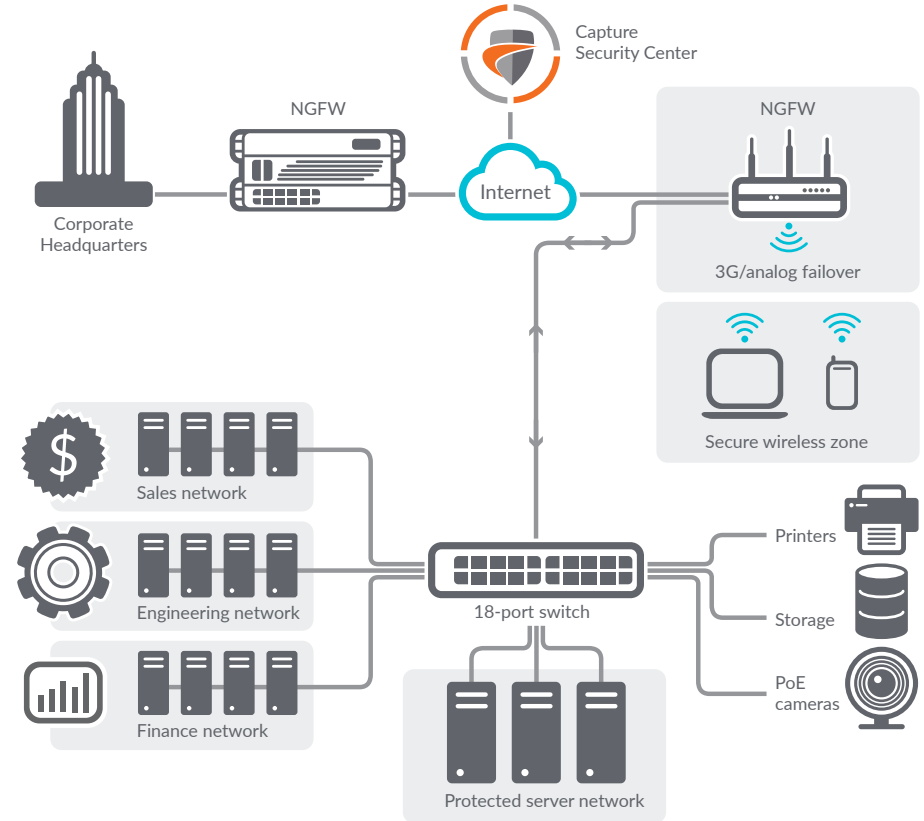 Capture
Security Center
NGFW
NGFW
Internet
Corporate
Headquarters
3G/analog failover
Secure wireless zone
$
Sales network
Printers
Engineering network
18-port switch
Storage
PoE
cameras
Finance network
Protected server network